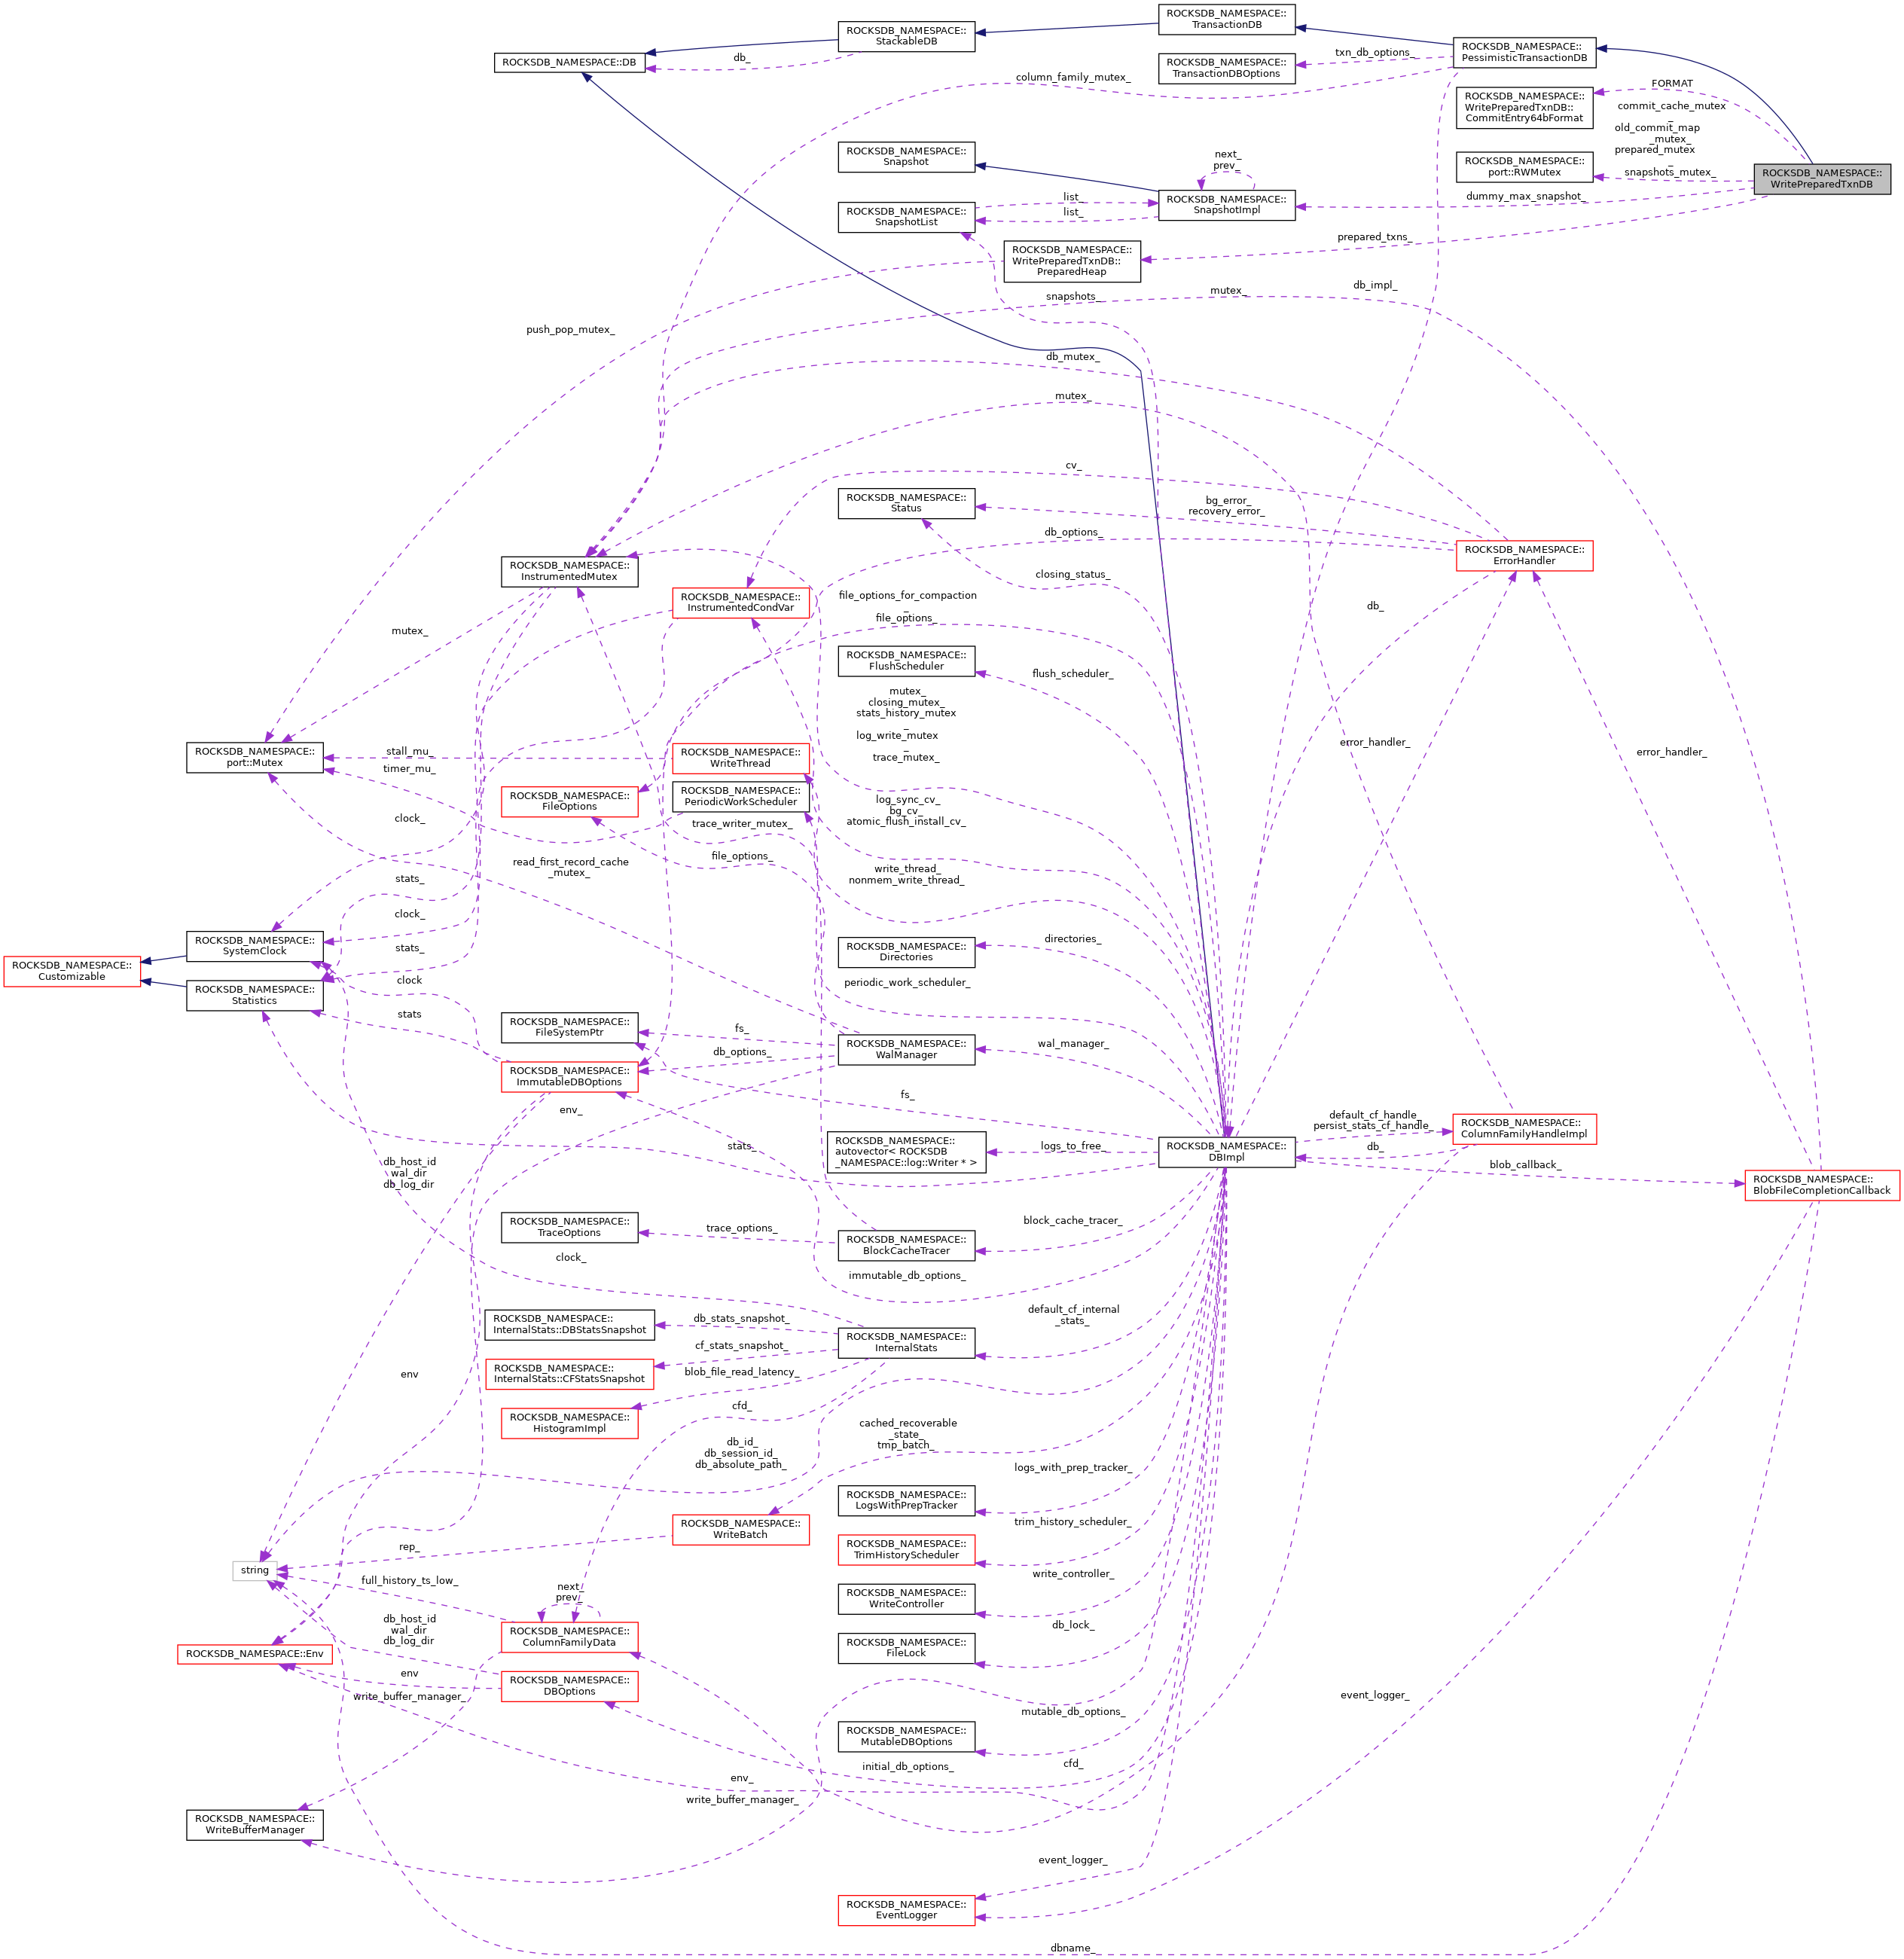 ROCKSDB_NAMESPACE::
TransactionDB
ROCKSDB_NAMESPACE::
StackableDB
ROCKSDB_NAMESPACE::
PessimisticTransactionDB
ROCKSDB_NAMESPACE::DB
db_
txn_db_options_
ROCKSDB_NAMESPACE::
TransactionDBOptions
column_family_mutex_
FORMAT
ROCKSDB_NAMESPACE::
WritePreparedTxnDB::
CommitEntry64bFormat
commit_cache_mutex
_
old_commit_map
_mutex_
prepared_mutex
_
snapshots_mutex_
ROCKSDB_NAMESPACE::
Snapshot
next_
prev_
ROCKSDB_NAMESPACE::
port::RWMutex
ROCKSDB_NAMESPACE::
WritePreparedTxnDB
dummy_max_snapshot_
ROCKSDB_NAMESPACE::
SnapshotList
list_
list_
ROCKSDB_NAMESPACE::
SnapshotImpl
prepared_txns_
ROCKSDB_NAMESPACE::
WritePreparedTxnDB::
PreparedHeap
db_impl_
snapshots_
mutex_
push_pop_mutex_
db_mutex_
mutex_
cv_
ROCKSDB_NAMESPACE::
Status
bg_error_
recovery_error_
db_options_
ROCKSDB_NAMESPACE::
ErrorHandler
ROCKSDB_NAMESPACE::
InstrumentedMutex
closing_status_
ROCKSDB_NAMESPACE::
InstrumentedCondVar
file_options_for_compaction
_
file_options_
db_
mutex_
ROCKSDB_NAMESPACE::
FlushScheduler
flush_scheduler_
mutex_
closing_mutex_
stats_history_mutex
_
log_write_mutex
_
trace_mutex_
error_handler_
error_handler_
ROCKSDB_NAMESPACE::
port::Mutex
stall_mu_
timer_mu_
ROCKSDB_NAMESPACE::
WriteThread
ROCKSDB_NAMESPACE::
FileOptions
ROCKSDB_NAMESPACE::
PeriodicWorkScheduler
log_sync_cv_
bg_cv_
atomic_flush_install_cv_
clock_
trace_writer_mutex_
read_first_record_cache
_mutex_
file_options_
write_thread_
nonmem_write_thread_
stats_
clock_
stats_
ROCKSDB_NAMESPACE::
SystemClock
ROCKSDB_NAMESPACE::
Customizable
ROCKSDB_NAMESPACE::
Statistics
ROCKSDB_NAMESPACE::
Directories
directories_
clock
stats
periodic_work_scheduler_
ROCKSDB_NAMESPACE::
FileSystemPtr
fs_
ROCKSDB_NAMESPACE::
WalManager
wal_manager_
db_options_
ROCKSDB_NAMESPACE::
ImmutableDBOptions
env_
fs_
default_cf_handle_
persist_stats_cf_handle_
ROCKSDB_NAMESPACE::
ColumnFamilyHandleImpl
stats_
ROCKSDB_NAMESPACE::
autovector< ROCKSDB
_NAMESPACE::log::Writer * >
logs_to_free_
ROCKSDB_NAMESPACE::
DBImpl
db_
blob_callback_
ROCKSDB_NAMESPACE::
BlobFileCompletionCallback
db_host_id
wal_dir
db_log_dir
ROCKSDB_NAMESPACE::
TraceOptions
trace_options_
ROCKSDB_NAMESPACE::
BlockCacheTracer
block_cache_tracer_
clock_
immutable_db_options_
ROCKSDB_NAMESPACE::
InternalStats::DBStatsSnapshot
db_stats_snapshot_
ROCKSDB_NAMESPACE::
InternalStats
default_cf_internal
_stats_
ROCKSDB_NAMESPACE::
InternalStats::CFStatsSnapshot
cf_stats_snapshot_
env
blob_file_read_latency_
ROCKSDB_NAMESPACE::
HistogramImpl
cfd_
db_id_
db_session_id_
db_absolute_path_
cached_recoverable
_state_
tmp_batch_
logs_with_prep_tracker_
ROCKSDB_NAMESPACE::
LogsWithPrepTracker
ROCKSDB_NAMESPACE::
WriteBatch
rep_
trim_history_scheduler_
ROCKSDB_NAMESPACE::
TrimHistoryScheduler
string
full_history_ts_low_
next_
prev_
write_controller_
ROCKSDB_NAMESPACE::
WriteController
db_host_id
wal_dir
db_log_dir
ROCKSDB_NAMESPACE::
ColumnFamilyData
db_lock_
ROCKSDB_NAMESPACE::
FileLock
ROCKSDB_NAMESPACE::Env
env
ROCKSDB_NAMESPACE::
DBOptions
write_buffer_manager_
event_logger_
mutable_db_options_
ROCKSDB_NAMESPACE::
MutableDBOptions
initial_db_options_
cfd_
env_
write_buffer_manager_
ROCKSDB_NAMESPACE::
WriteBufferManager
event_logger_
ROCKSDB_NAMESPACE::
EventLogger
dbname_